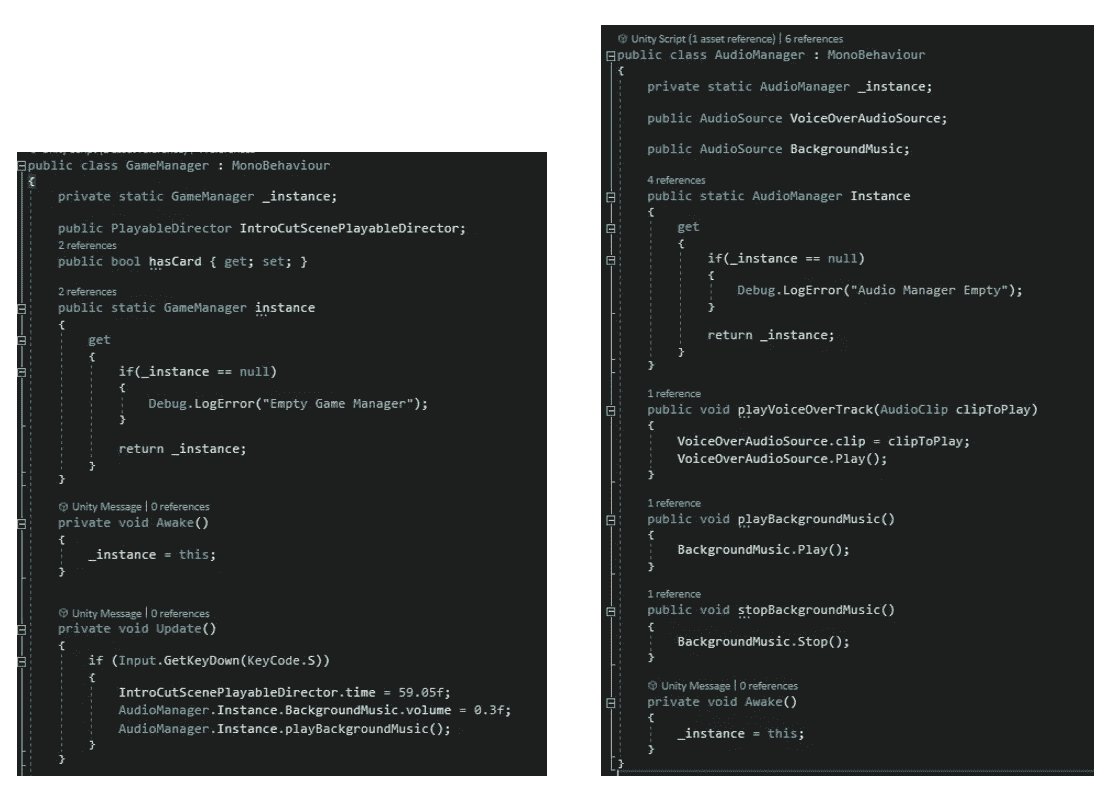 public class GameManager : MonoBehaviour
{
private static GameManager _instance;
public PlayableDirector IntroCutScenePlayableDirector;
2 references
public bool hasCard { get; set; }
2 references
public static GameManager instance
{
get
{
if(_instance == null)
{
Debug.LogError("Empty Game Manager");
}
return _instance;
}
}
Unity Message | 0 references
private void Awake()
{
_instance = this;
}
Unity Message | 0 references
private void Update()
{
if (Input.GetKeyDown(KeyCode.S))
{
IntroCutScenePlayableDirector.time = 59.05f;
AudioManager.Instance.BackgroundMusic.volume = 0.3f;
AudioManager.Instance.playBackgroundMusic();
}
}
Unity Script (1 asset reference) | 6 references
public class AudioManager : MonoBehaviour
{
private static AudioManager _instance;
public AudioSource VoiceOverAudioSource;
public AudioSource BackgroundMusic;
4 references
public static AudioManager Instance
{
get
{
if(_instance == null)
{
Debug.LogError("Audio Manager Empty");
}
return _instance;
}
}
1 reference
public void playVoiceOverTrack(AudioClip clipToPlay)
{
VoiceOverAudioSource.clip = clipToPlay;
VoiceOverAudioSource.Play();
}
1 reference
public void playBackgroundMusic()
{
BackgroundMusic.Play();
}
1 reference
public void stopBackgroundMusic()
{
BackgroundMusic.Stop();
}
Unity Message | 0 references
private void Awake()
{
_instance = this;
}
}